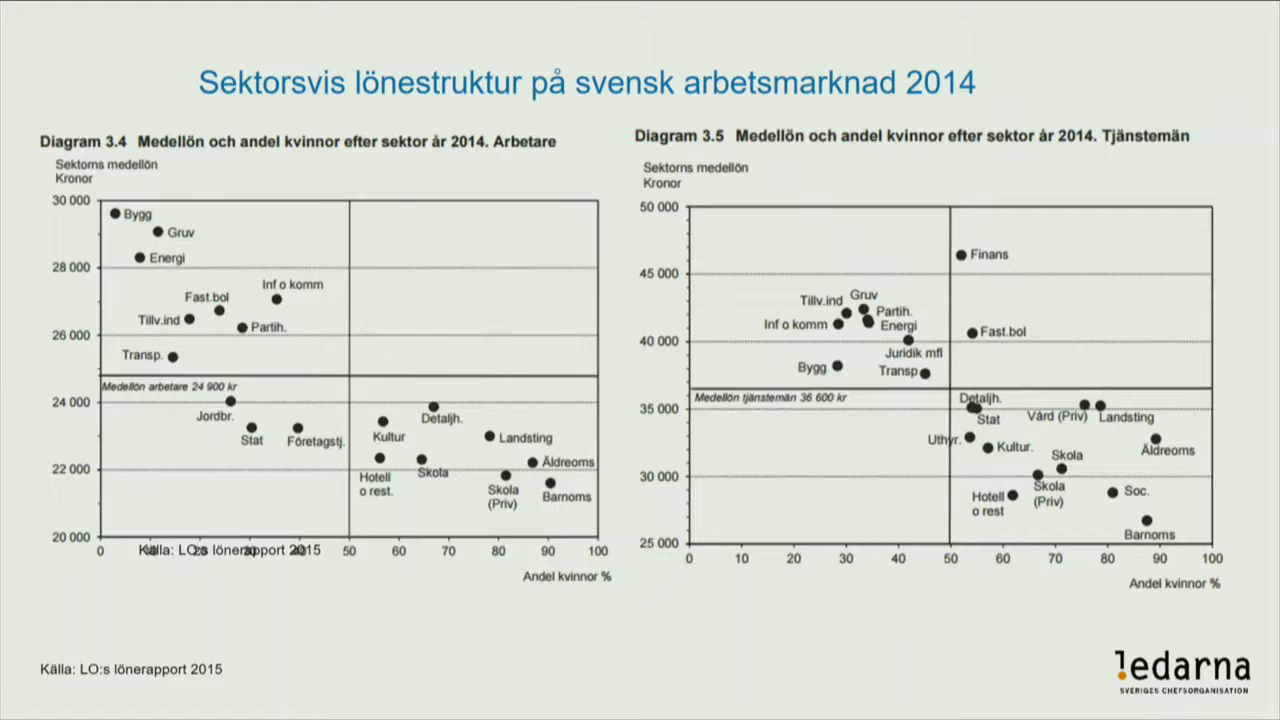 Sektorsvis lönestruktur på svensk arbetsmarknad 2014
Diagram 3.4 Medellön och andel kvinnor efter sektor år 2014. Arbetare
Sektorns medellön
Kronor
30 000
28 000
26 000
24 000
22 000
20 000
Bygg
Gruv
Energi
Inf o komm
Fast.bol
Tillv.ind
Partih.
Transp.
Medellön arbetare 24 900 kr
Jordbr.
Stat
Företagstj.
Kultur
Detaljh.
Landsting
Hotell
o rest.
Skola
Äldreoms
Skola
(Priv)
Barnoms
0 50 60 70 80 90 100
Källa: LO:s lönerapport 2015
Andel kvinnor %
Diagram 3.5 Medellön och andel kvinnor efter sektor år 2014. Tjänstemän
Sektorns medellön
Kronor
50 000
45 000
40 000
35 000
30 000
25 000
Finans
Tillv.ind
Gruv
Partih.
Inf o komm
Energi
Fast.bol
Juridik mfl
Bygg
Transp
Medellön tjänstemän 36 600 kr
Detaljh.
Stat
Vård (Priv)
Landsting
Uthyr.
Kultur.
Äldreoms
Skola
Skola
(Priv)
Hotell
o rest
Soc.
Barnoms
0 10 20 30 40 50 60 70 80 90 100
Andel kvinnor %
Källa: LO:s lönerapport 2015
ledarna
SVERIGES CHEFSORGANISATION